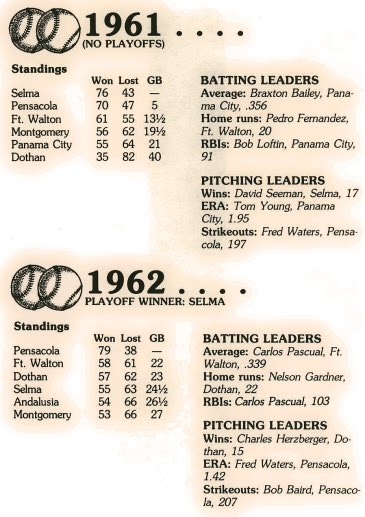 1961 . . . .
(NO PLAYOFFS)
Standings
Won Lost GB
Selma 76 43 —
Pensacola 70 47 5
Ft. Walton 61 55 13½
Montgomery 56 62 19½
Panama City 55 64 21
Dothan 35 82 40
BATTING LEADERS
Average: Braxton Bailey, Pana-
ma City, .356
Home runs: Pedro Fernandez,
Ft. Walton, 20
RBIs: Bob Loftin, Panama City,
91
PITCHING LEADERS
Wins: David Seeman, Selma, 17
ERA: Tom Young, Panama
City, 1.95
Strikeouts: Fred Waters, Pensa-
cola, 197
1962 . . . .
PLAYOFF WINNER: SELMA
Standings
Won Lost GB
Pensacola 79 38 —
Ft. Walton 58 61 22
Dothan 57 62 23
Selma 55 63 24½
Andalusia 54 66 26½
Montgomery 53 66 27
BATTING LEADERS
Average: Carlos Pascual, Ft.
Walton, .339
Home runs: Nelson Gardner,
Dothan, 22
RBIs: Carlos Pascual, 103
PITCHING LEADERS
Wins: Charles Herzberger, Do-
than, 15
ERA: Fred Waters, Pensacola,
1.42
Strikeouts: Bob Baird, Pensaco-
la, 207